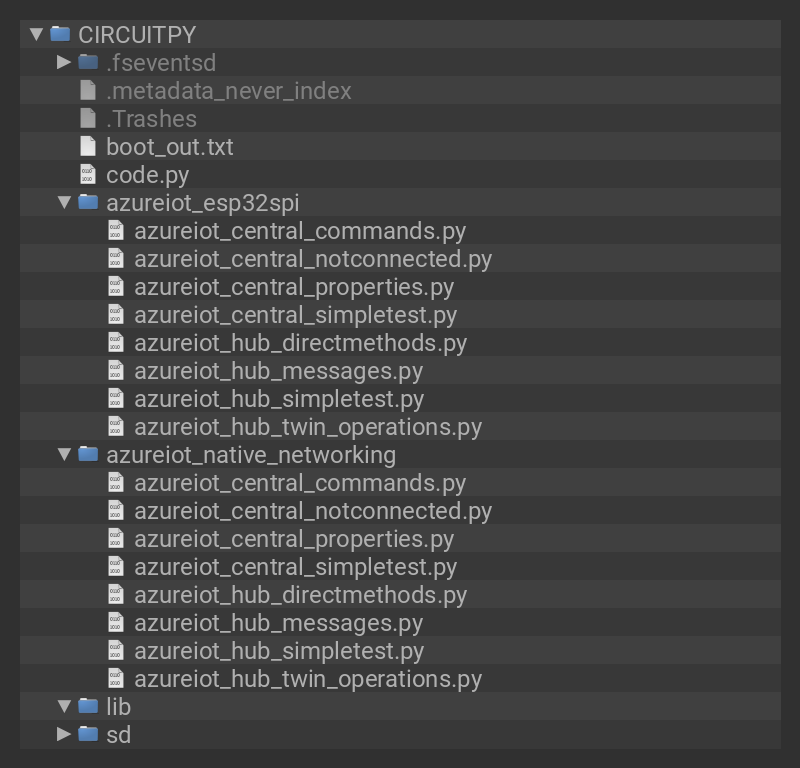 CIRCUITPY
.fseventsd
.metadata_never_index
.Trashes
boot_out.txt
code.py
azureiot_esp32spi
azureiot_central_commands.py
azureiot_central_notconnected.py
azureiot_central_properties.py
azureiot_central_simpletest.py
azureiot_hub_directmethods.py
azureiot_hub_messages.py
azureiot_hub_simpletest.py
azureiot_hub_twin_operations.py
azureiot_native_networking
azureiot_central_commands.py
azureiot_central_notconnected.py
azureiot_central_properties.py
azureiot_central_simpletest.py
azureiot_hub_directmethods.py
azureiot_hub_messages.py
azureiot_hub_simpletest.py
azureiot_hub_twin_operations.py
lib
sd